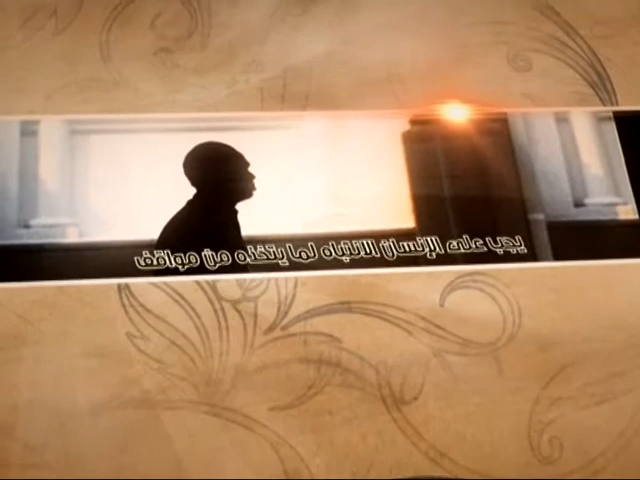 يجب على الإنسان الانتباه لما يتخذه من مواقف